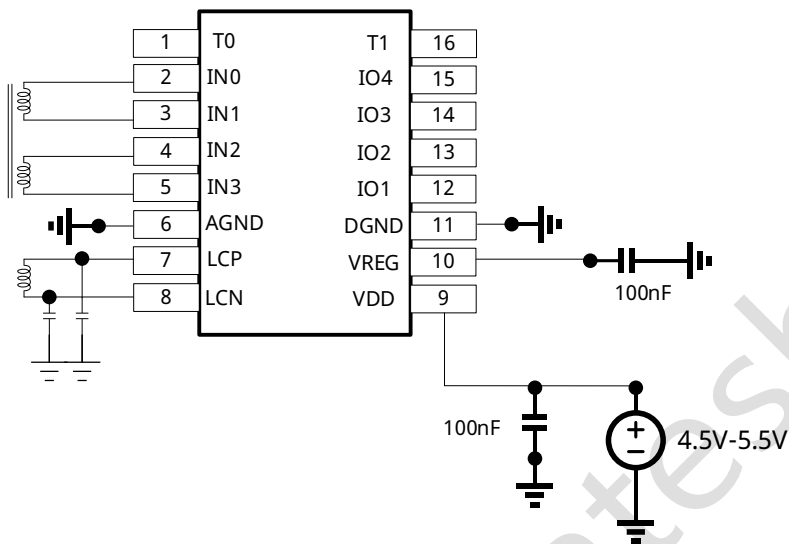 1 T0 T1 16
2 IN0 IO4 15
3 IN1 IO3 14
4 IN2 IO2 13
5 IN3 IO1 12
6 AGND DGND 11
7 LCP VREG 10
8 LCN VDD 9
100nF
100nF
4.5V-5.5V